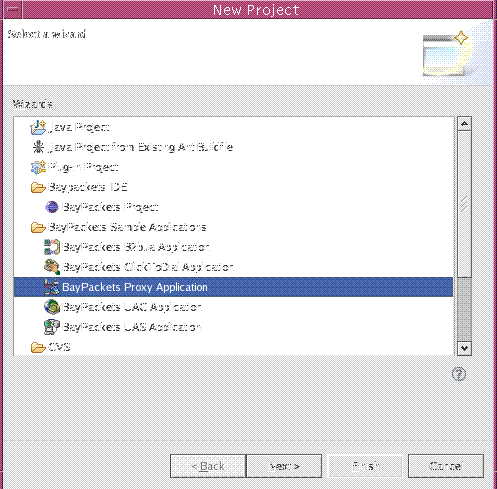 New Project
Select a wizard
Wizards
Java Project
Java Project from Existing Ant Buildfile
Plug-in Project
Baypackets IDE
BayPackets Project
BayPackets Sample Applications
BayPackets B2bua Application
BayPackets ClickToDial Application
BayPackets Proxy Application
BayPackets UAC Application
BayPackets UAS Application
CVS
< Back
Next >
Finish
Cancel